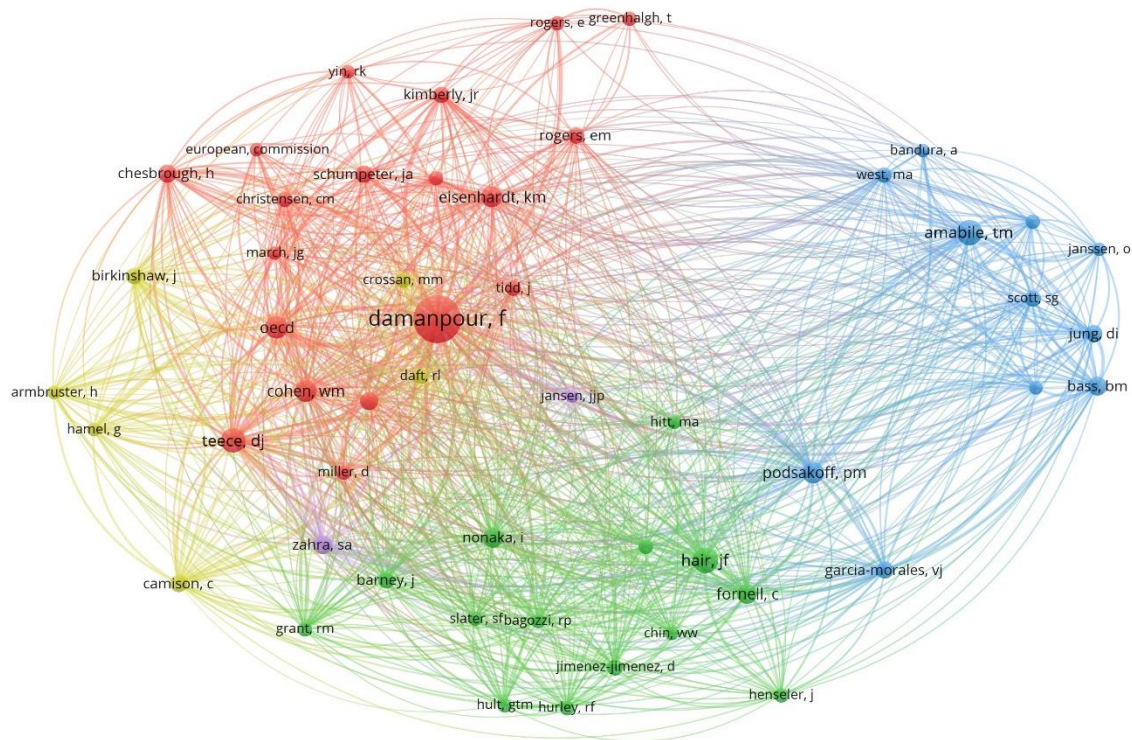 rogers, e
greenhalgh, t
yin, rk
kimberly, jr
rogers, em
european, commission
bandura, a
chesbrough, h
schumpeter, ja
west, ma
christensen, cm
eisenhardt, km
amabile, tm
march, jg
janssen, o
birkinshaw, j
crossan, mm
tidd, j
scott, sg
damanpour, f
oecd
jung, di
daft, rl
bass, bm
armbruster, h
cohen, wm
jansen, jjp
hamel, g
hitt, ma
teece, dj
miller, d
podsakoff, pm
zahra, sa
nonaka, i
hair, jf
camison, c
barney, j
garcia-morales, vj
fornell, c
grant, rm
slater, sf
bagozzi, rp
chin, ww
jimenez-jimenez, d
henseler, j
hult, gtm
hurley, rf